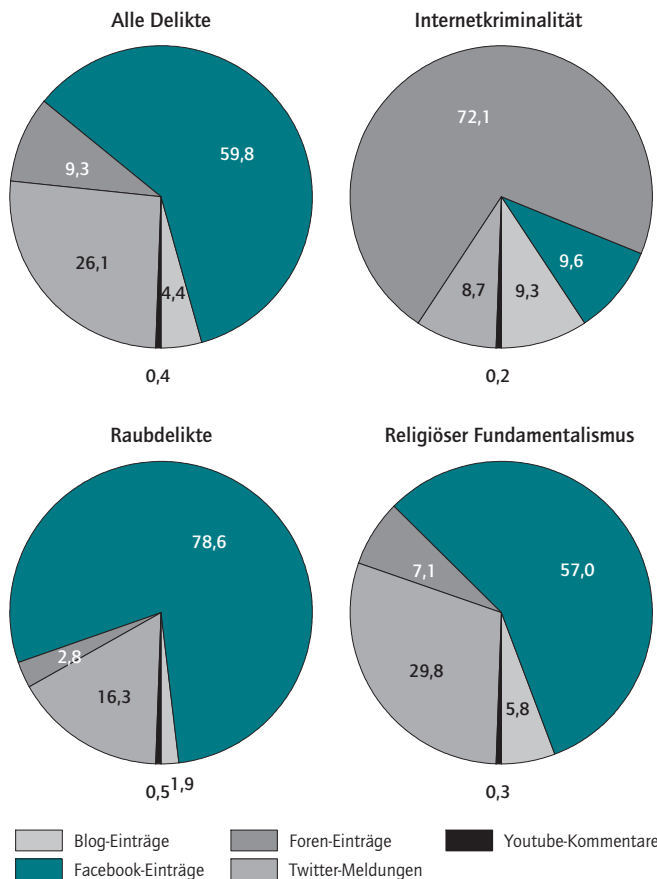 Alle Delikte
59,8
9,3
26,1
4,4
0,4
Internetkriminalität
72,1
9,6
8,7
9,3
0,2
Raubdelikte
78,6
2,8
16,3
0,5
1,9
Religiöser Fundamentalismus
57,0
7,1
29,8
5,8
0,3
Blog-Einträge
Foren-Einträge
Youtube-Kommentare
Facebook-Einträge
Twitter-Meldungen